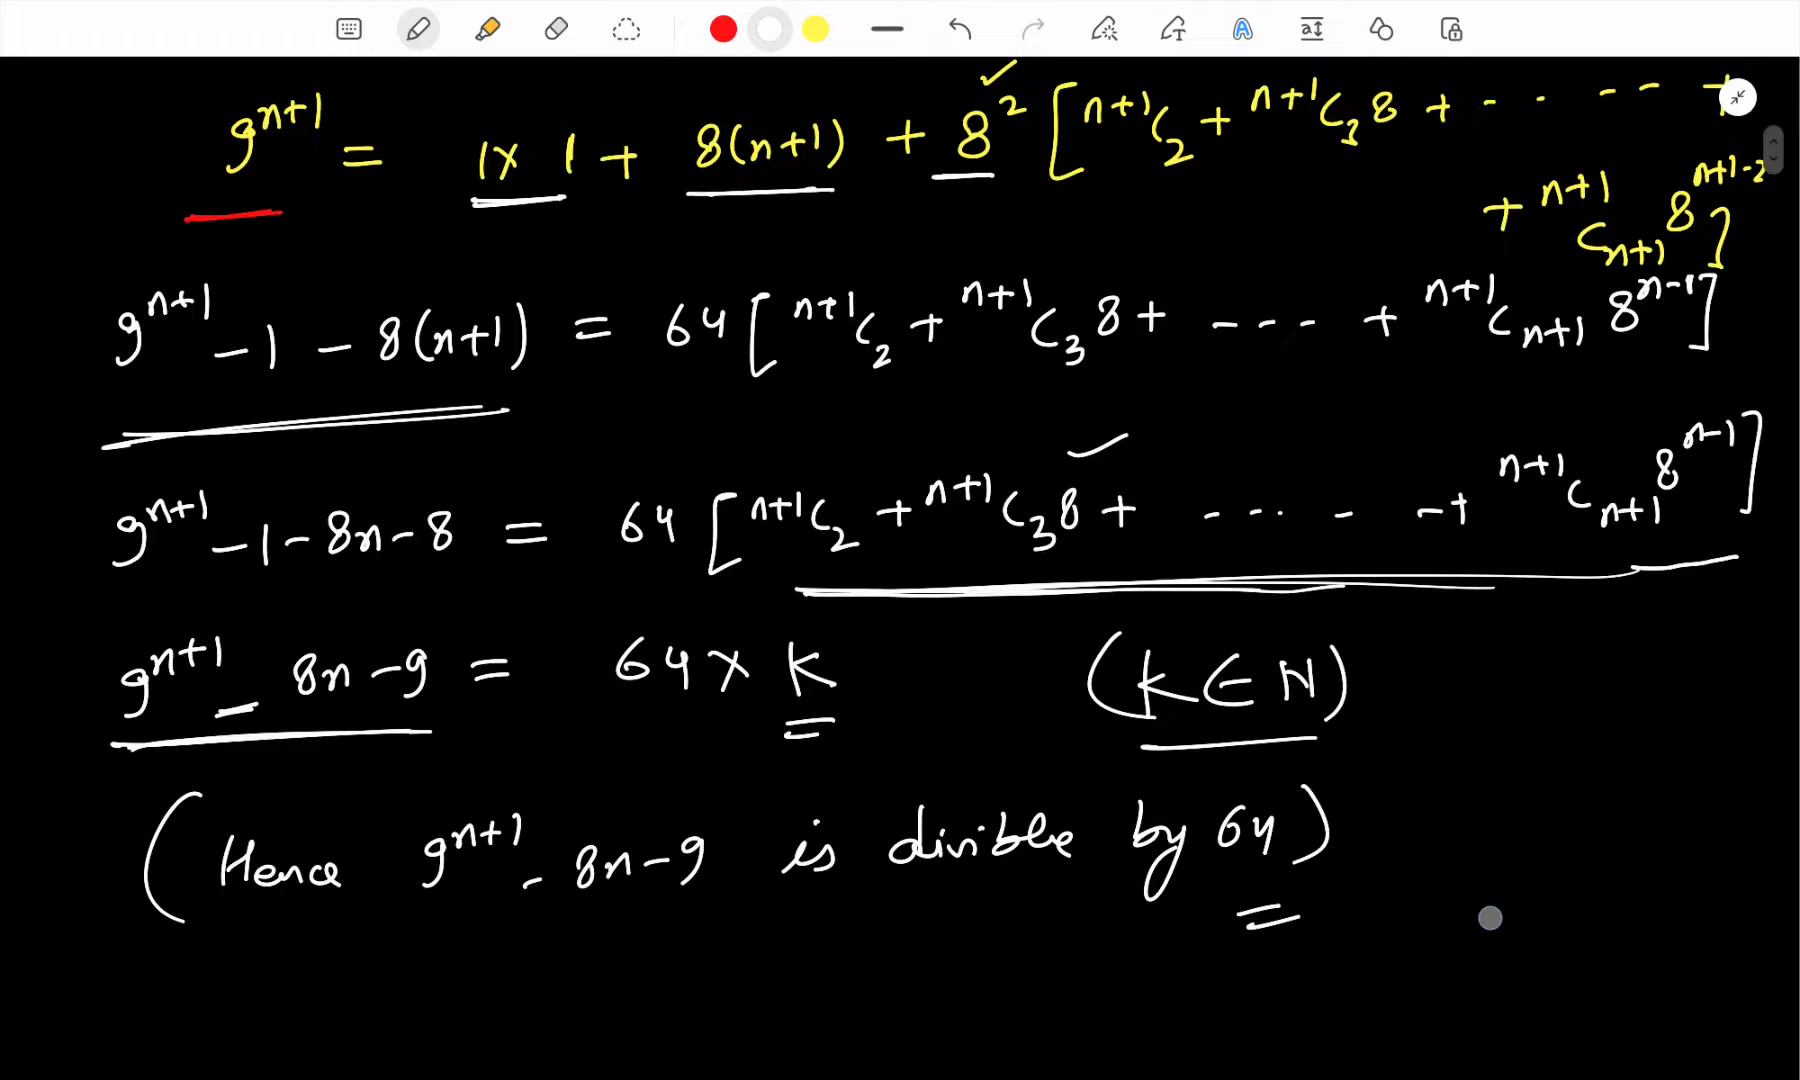 9^{n+1} = 1 × 1 + 8(n+1) + 8^2 [ ^{n+1}C_2 + ^{n+1}C_3 8 + - - - - - +
+ ^{n+1}C_{n+1} 8^{n+1-2} ]
9^{n+1} - 1 - 8(n+1) = 64 [ ^{n+1}C_2 + ^{n+1}C_3 8 + - - - - + ^{n+1}C_{n+1} 8^{n-1} ]
9^{n+1} - 1 - 8n - 8 = 64 [ ^{n+1}C_2 + ^{n+1}C_3 8 + - - - - - + ^{n+1}C_{n+1} 8^{n-1} ]
9^{n+1} - 8n - 9 = 64 × K (K ∈ N)
(Hence 9^{n+1} - 8n - 9 is divible by 64)